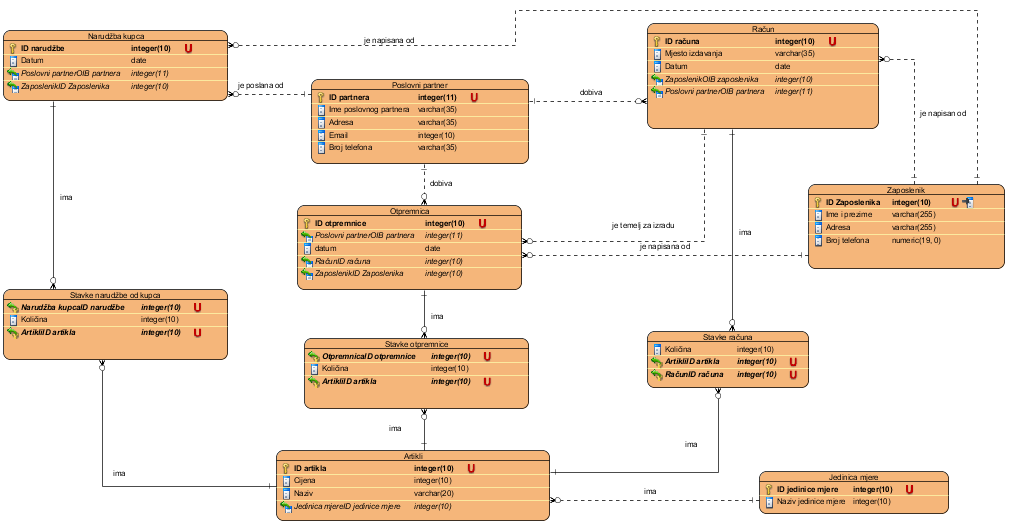 Narudžba kupca
ID narudžbe integer(10) U
Datum date
Poslovni partnerOIB partnera integer(11)
ZaposlenikID Zaposlenika integer(10)
je napisana od
Račun
ID računa integer(10) U
Mjesto izdavanja varchar(35)
Datum date
ZaposlenikOIB zaposlenika integer(10)
Poslovni partnerOIB partnera integer(11)
je poslana od
Poslovni partner
ID partnera integer(11) U
Ime poslovnog partnera varchar(35)
Adresa varchar(35)
Email integer(10)
Broj telefona varchar(35)
dobiva
je napisan od
dobiva
Zaposlenik
ID Zaposlenika integer(10) U
Ime i prezime varchar(255)
Adresa varchar(255)
Broj telefona numeric(19, 0)
ima
Otpremnica
ID otpremnice integer(10) U
Poslovni partnerOIB partnera integer(11)
datum date
RačunID računa integer(10)
ZaposlenikID Zaposlenika integer(10)
je temelj za izradu
je napisana od
ima
Stavke narudžbe od kupca
Narudžba kupcaID narudžbe integer(10) U
Količina integer(10)
ArtikliID artikla integer(10) U
ima
Stavke otpremnice
OtpremnicaID otpremnice integer(10) U
Količina integer(10)
ArtikliID artikla integer(10) U
Stavke računa
Količina integer(10)
ArtikliID artikla integer(10) U
RačunID računa integer(10) U
ima
ima
ima
Artikli
ID artikla integer(10) U
Cijena integer(10)
Naziv varchar(20)
Jedinica mjereID jedinice mjere integer(10)
ima
Jedinica mjere
ID jedinice mjere integer(10) U
Naziv jedinice mjere integer(10)